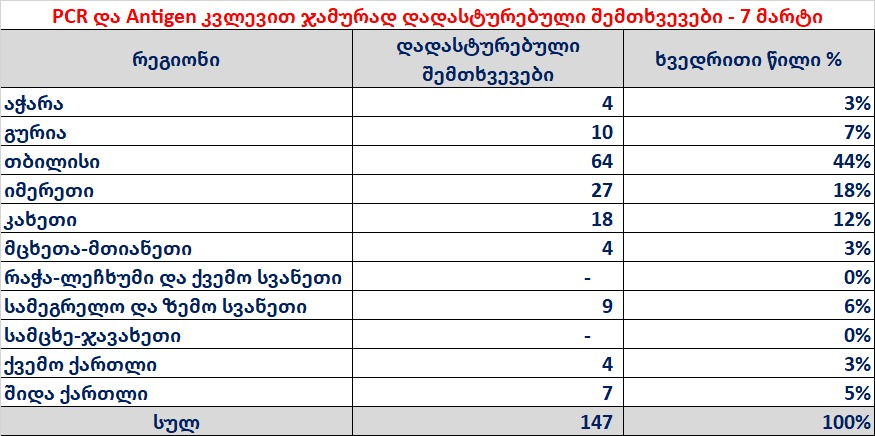 PCR და Antigen კვლევით ჯამურად დადასტურებული შემთხვევები - 7 მარტი
რეგიონი დადასტურებული შემთხვევები ხვედრითი წილი %
აჭარა 4 3%
გურია 10 7%
თბილისი 64 44%
იმერეთი 27 18%
კახეთი 18 12%
მცხეთა-მთიანეთი 4 3%
რაჭა-ლეჩხუმი და ქვემო სვანეთი - 0%
სამეგრელო და ზემო სვანეთი 9 6%
სამცხე-ჯავახეთი - 0%
ქვემო ქართლი 4 3%
შიდა ქართლი 7 5%
სულ 147 100%